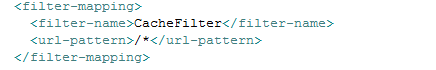 <filter-mapping>
<filter-name>CacheFilter</filter-name>
<url-pattern>/*</url-pattern>
</filter-mapping>